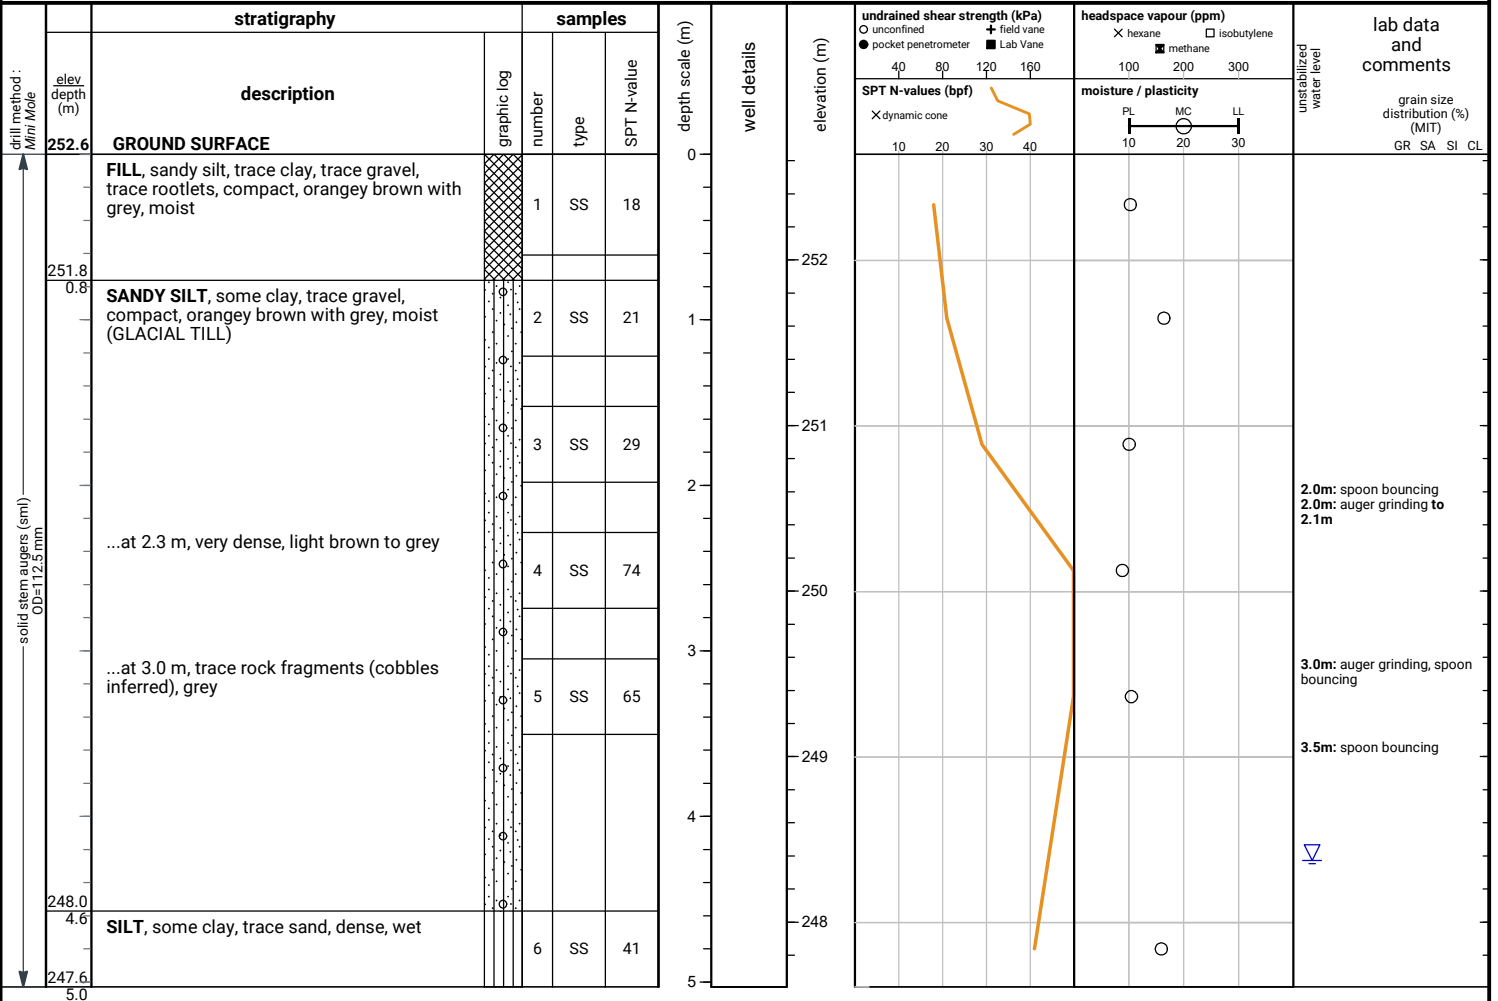 stratigraphy
samples
drill method :
Mini Mole
elev
depth
(m)
description
graphic log
number
type
SPT N-value
depth scale (m)
well details
elevation (m)
undrained shear strength (kPa)
unconfined
field vane
pocket penetrometer
Lab Vane
40 80 120 160
SPT N-values (bpf)
dynamic cone
10 20 30 40
headspace vapour (ppm)
hexane
isobutylene
methane
100 200 300
moisture / plasticity
PL MC LL
10 20 30
unstabilized
water level
lab data
and
comments
grain size
distribution (%)
(MIT)
GR SA SI CL
252.6 GROUND SURFACE
solid stem augers (sml)
OD=112.5 mm
FILL, sandy silt, trace clay, trace gravel,
trace rootlets, compact, orangey brown with
grey, moist
1 SS 18
251.8
0.8
SANDY SILT, some clay, trace gravel,
compact, orangey brown with grey, moist
(GLACIAL TILL)
2 SS 21
3 SS 29
...at 2.3 m, very dense, light brown to grey
4 SS 74
...at 3.0 m, trace rock fragments (cobbles
inferred), grey
5 SS 65
248.0
4.6
SILT, some clay, trace sand, dense, wet
6 SS 41
247.6
5.0
0
1
2
3
4
5
252
251
250
249
248
2.0m: spoon bouncing
2.0m: auger grinding to
2.1m
3.0m: auger grinding, spoon
bouncing
3.5m: spoon bouncing